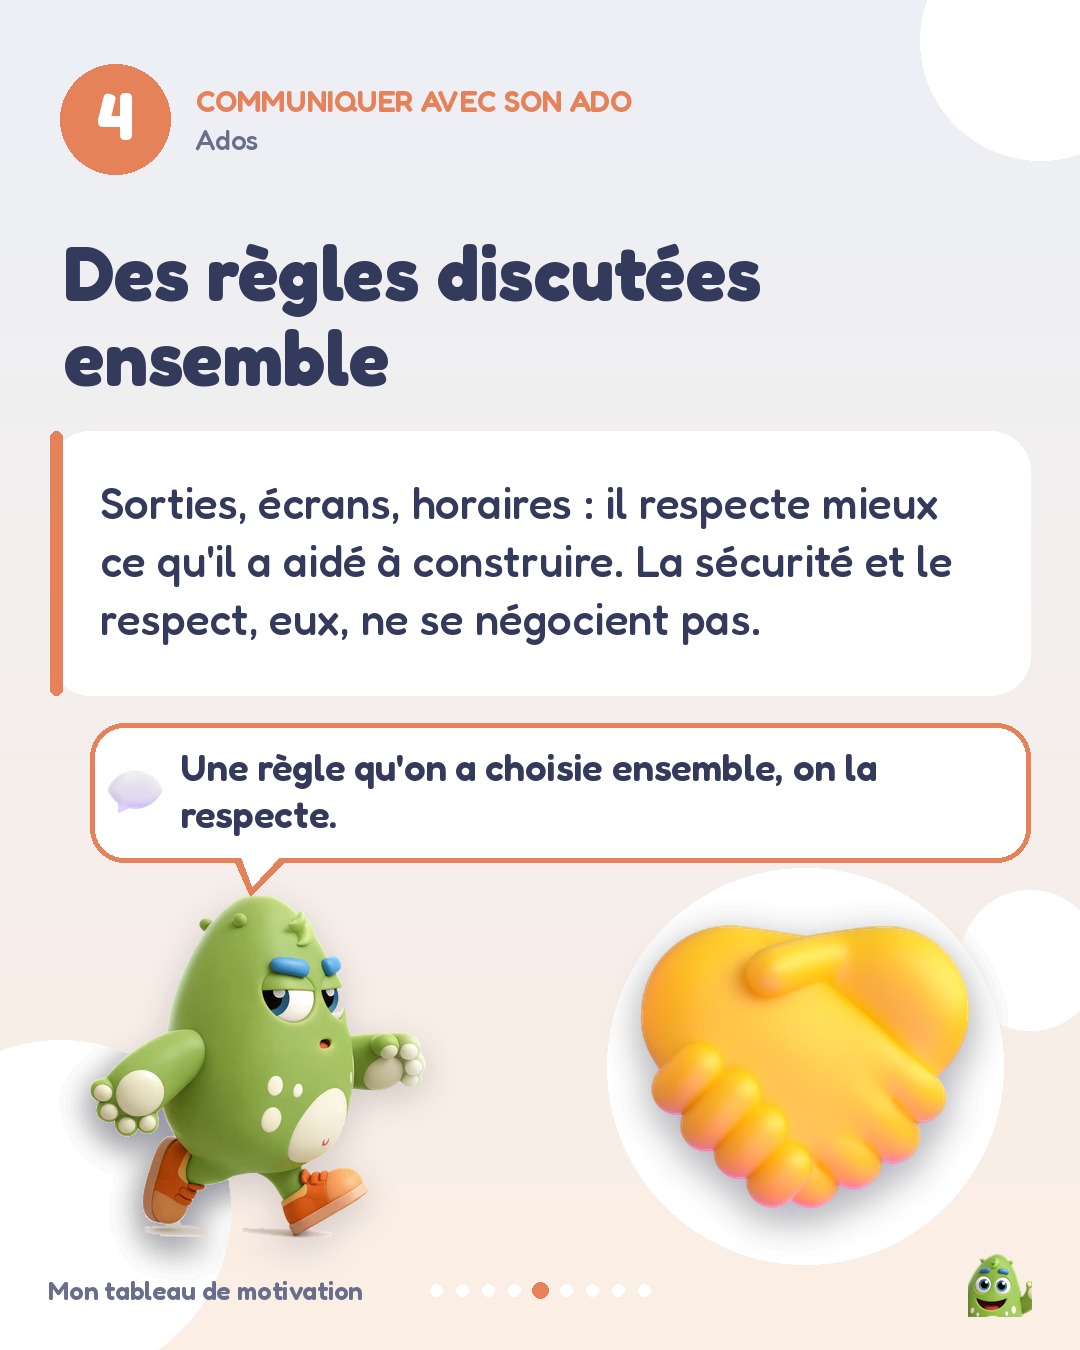 4
COMMUNIQUER AVEC SON ADO
Ados
Des règles discutées
ensemble
Sorties, écrans, horaires : il respecte mieux
ce qu'il a aidé à construire. La sécurité et le
respect, eux, ne se négocient pas.
Une règle qu'on a choisie ensemble, on la
respecte.
Mon tableau de motivation